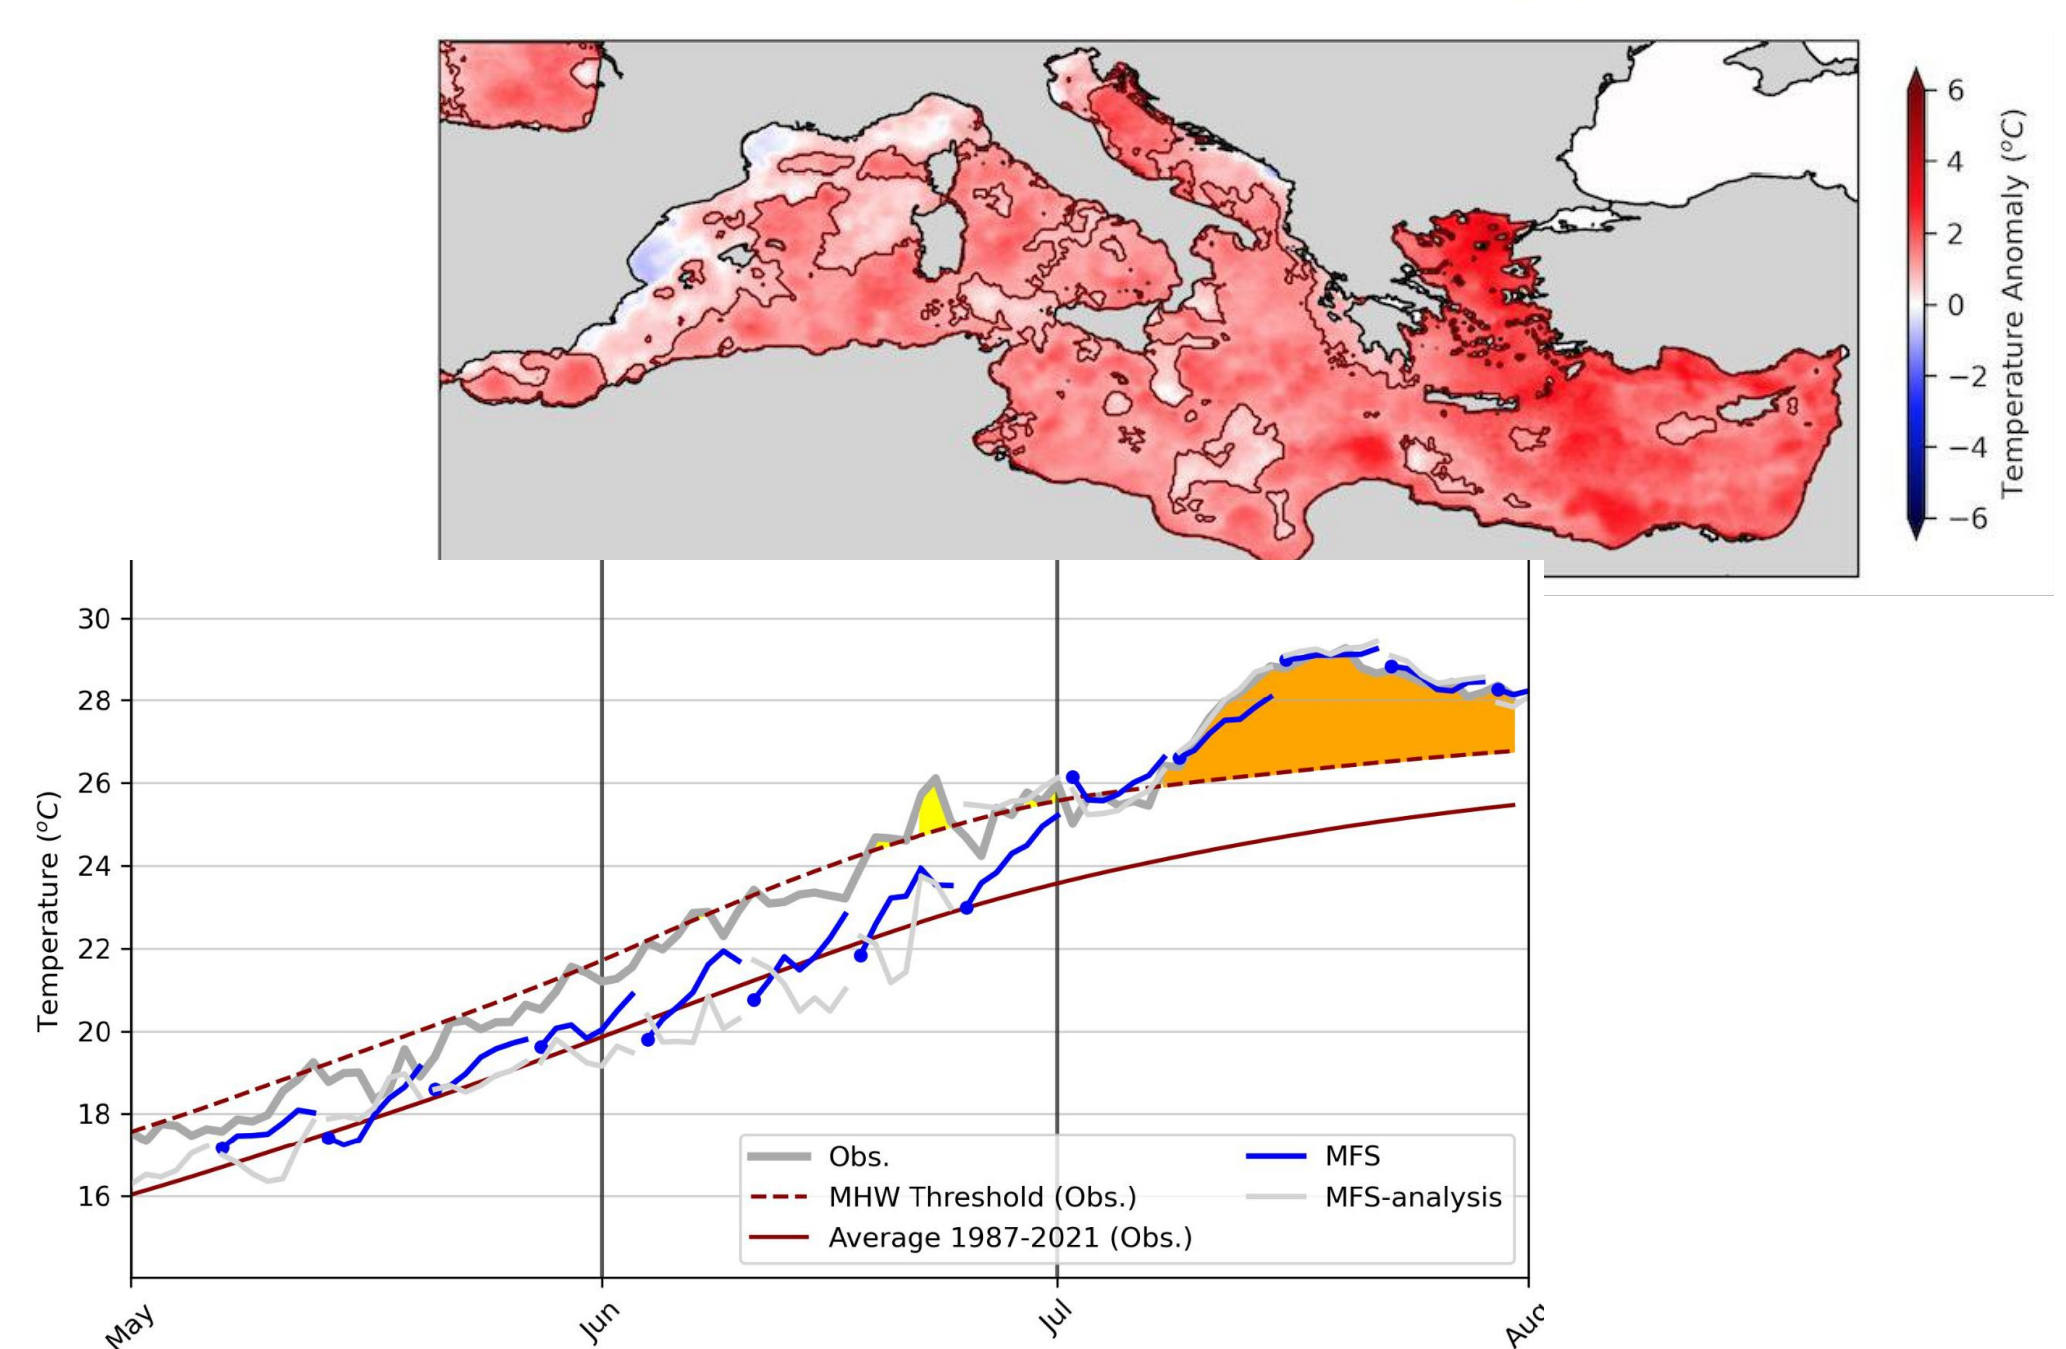 6
4
2
0
−2
−4
−6
Temperature Anomaly (°C)
30
28
26
24
22
20
18
16
Temperature (°C)
Obs.
MHW Threshold (Obs.)
Average 1987-2021 (Obs.)
MFS
MFS-analysis
May
Jun
Jul
Aug